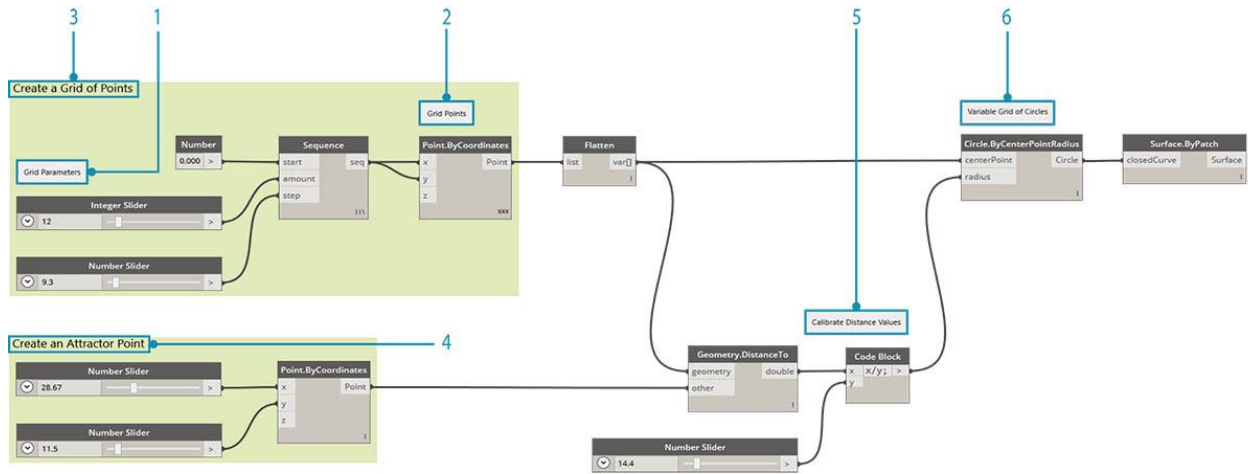 3
1
2
5
6
Create a Grid of Points
Grid Points
Variable Grid of Circles
Number
0.000 >
Sequence
start seq
amount
step
Point.ByCoordinates
x Point
y
z
xxx
Flatten
list var[]
Circle.ByCenterPointRadius
centerPoint Circle
radius
Surface.ByPatch
closedCurve Surface
Grid Parameters
Integer Slider
12 >
Number Slider
9.3 >
Calibrate Distance Values
Create an Attractor Point
4
Number Slider
28.67 >
Number Slider
11.5 >
Point.ByCoordinates
x Point
y
z
Geometry.DistanceTo
geometry double
other
Code Block
x x/y; >
y
Number Slider
14.4 >